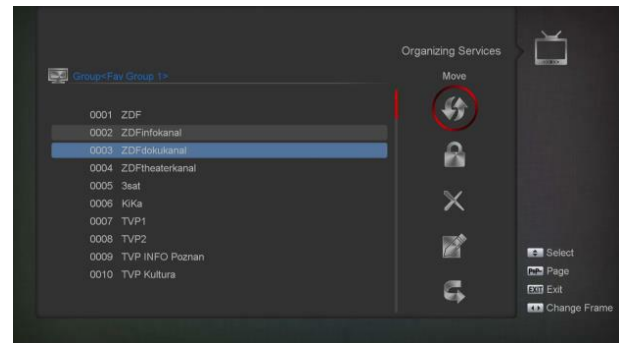 Organizing Services
Group<Fav Group 1>
Move
0001 ZDF
0002 ZDFinfokanal
0003 ZDFdokukanal
0004 ZDFtheaterkanal
0005 3sat
0006 KiKa
0007 TVP1
0008 TVP2
0009 TVP INFO Poznan
0010 TVP Kultura
Select
Page
EXIT Exit
Change Frame